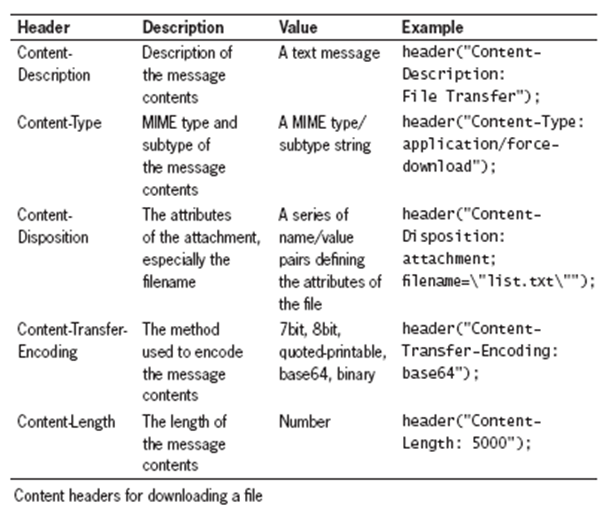 Header Description Value Example
Content- Description of A text message header("Content-
Description the message Description:
contents File Transfer");
Content-Type MIME type and A MIME type/ header("Content-Type:
subtype of subtype string application/force-
the message download");
contents
Content- The attributes A series of header("Content-
Disposition of the attachment, name/value Disposition:
especially the pairs defining attachment;
filename the attributes of filename=\"list.txt\"");
the file
Content-Transfer- The method 7bit, 8bit, header("Content-
Encoding used to encode quoted-printable, Transfer-Encoding:
the message base64, binary base64");
contents
Content-Length The length of Number header("Content-
the message Length: 5000");
contents
Content headers for downloading a file